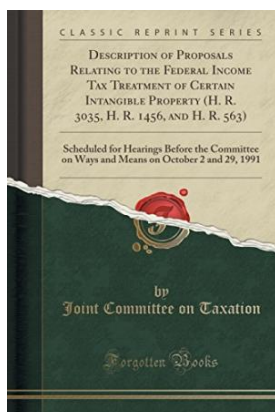 CLASSIC REPRINT SERIES
DESCRIPTION OF PROPOSALS
RELATING TO THE FEDERAL INCOME
TAX TREATMENT OF CERTAIN
INTANGIBLE PROPERTY (H. R.
3035, H. R. 1456, AND H. R. 563)
Scheduled for Hearings Before the Committee
on Ways and Means on October 2 and 29, 1991
by
Joint Committee on Taxation
Forgotten Books